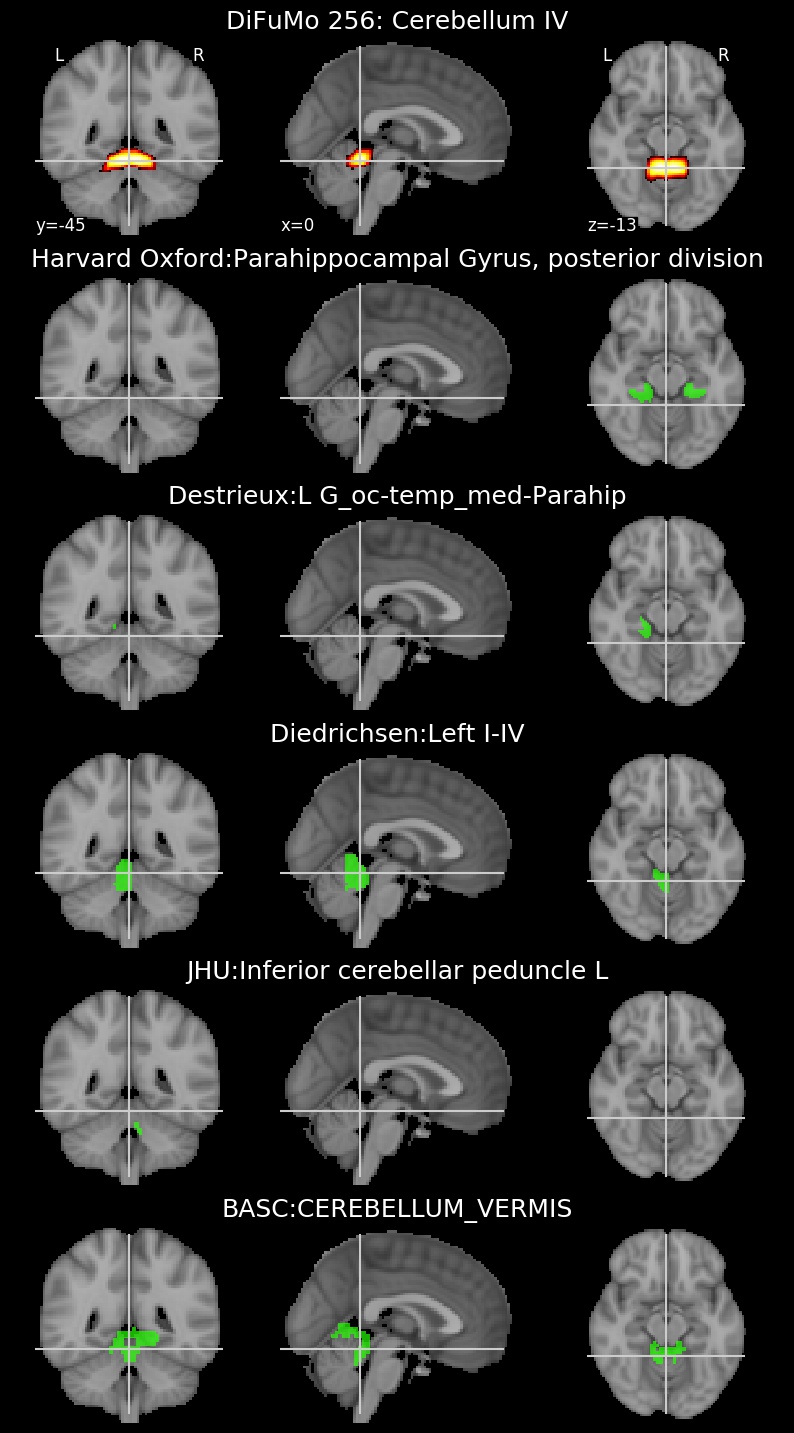 DiFuMo 256: Cerebellum IV
L R L R
y=-45 x=0 z=-13
Harvard Oxford:Parahippocampal Gyrus, posterior division
Destrieux:L G_oc-temp_med-Parahip
Diedrichsen:Left I-IV
JHU:Inferior cerebellar peduncle L
BASC:CEREBELLUM_VERMIS